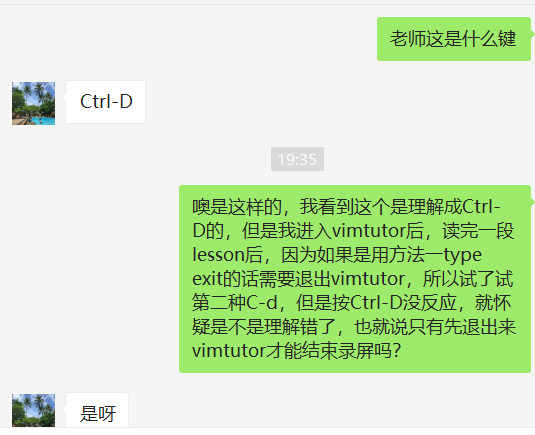 老师这是什么键
Ctrl-D
19:35
噢是这样的，我看到这个是理解成Ctrl-
D的，但是我进入vimtutor后，读完一段
lesson后，因为如果是用方法一type
exit的话需要退出vimtutor，所以试了试
第二种C-d，但是按Ctrl-D没反应，就怀
疑是不是理解错了，也就说只有先退出来
vimtutor才能结束录屏吗？
是呀